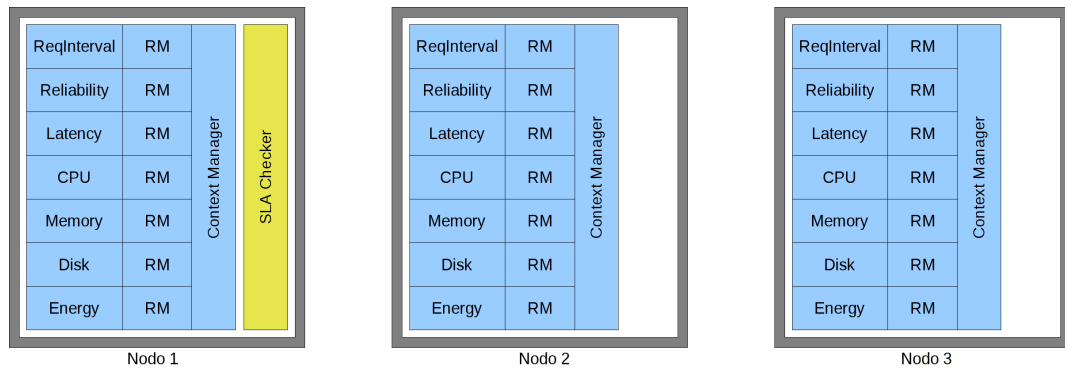 ReqInterval RM
Reliability RM
Latency RM
CPU RM
Memory RM
Disk RM
Energy RM
Context Manager
SLA Checker
Nodo 1
ReqInterval RM
Reliability RM
Latency RM
CPU RM
Memory RM
Disk RM
Energy RM
Context Manager
Nodo 2
ReqInterval RM
Reliability RM
Latency RM
CPU RM
Memory RM
Disk RM
Energy RM
Context Manager
Nodo 3